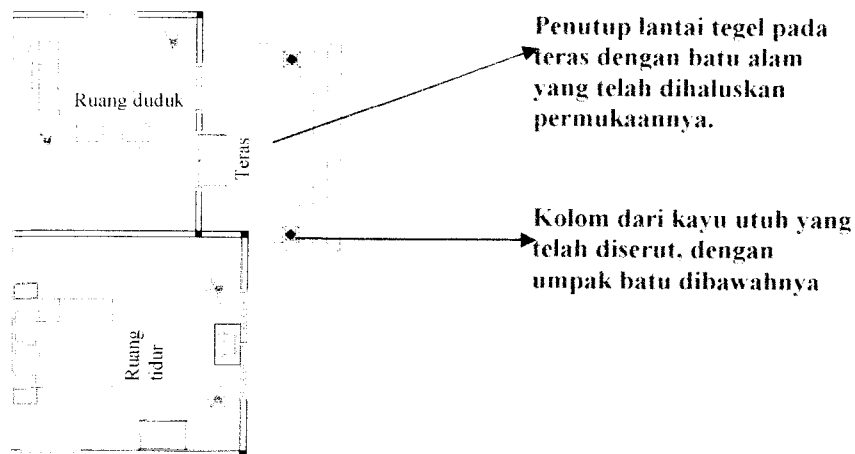 Penutup lantai tegel pada
teras dengan batu alam
yang telah dihaluskan
permukaannya.
Ruang duduk
Teras
Kolom dari kayu utuh yang
telah diserut, dengan
umpak batu dibawahnya
Ruang
tidur